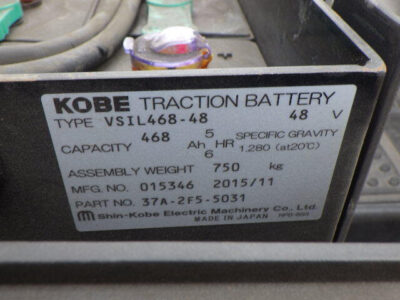 KOBE TRACTION BATTERY
TYPE VSIL468-48 48 V
CAPACITY 468 Ah 5 HR SPECIFIC GRAVITY
6 1,280 (at20℃)
ASSEMBLY WEIGHT 750 kg
MFG. NO. 015346 2015/11
PART NO. 37A-2F5-5031
Shin-Kobe Electric Machinery Co., Ltd.
MADE IN JAPAN